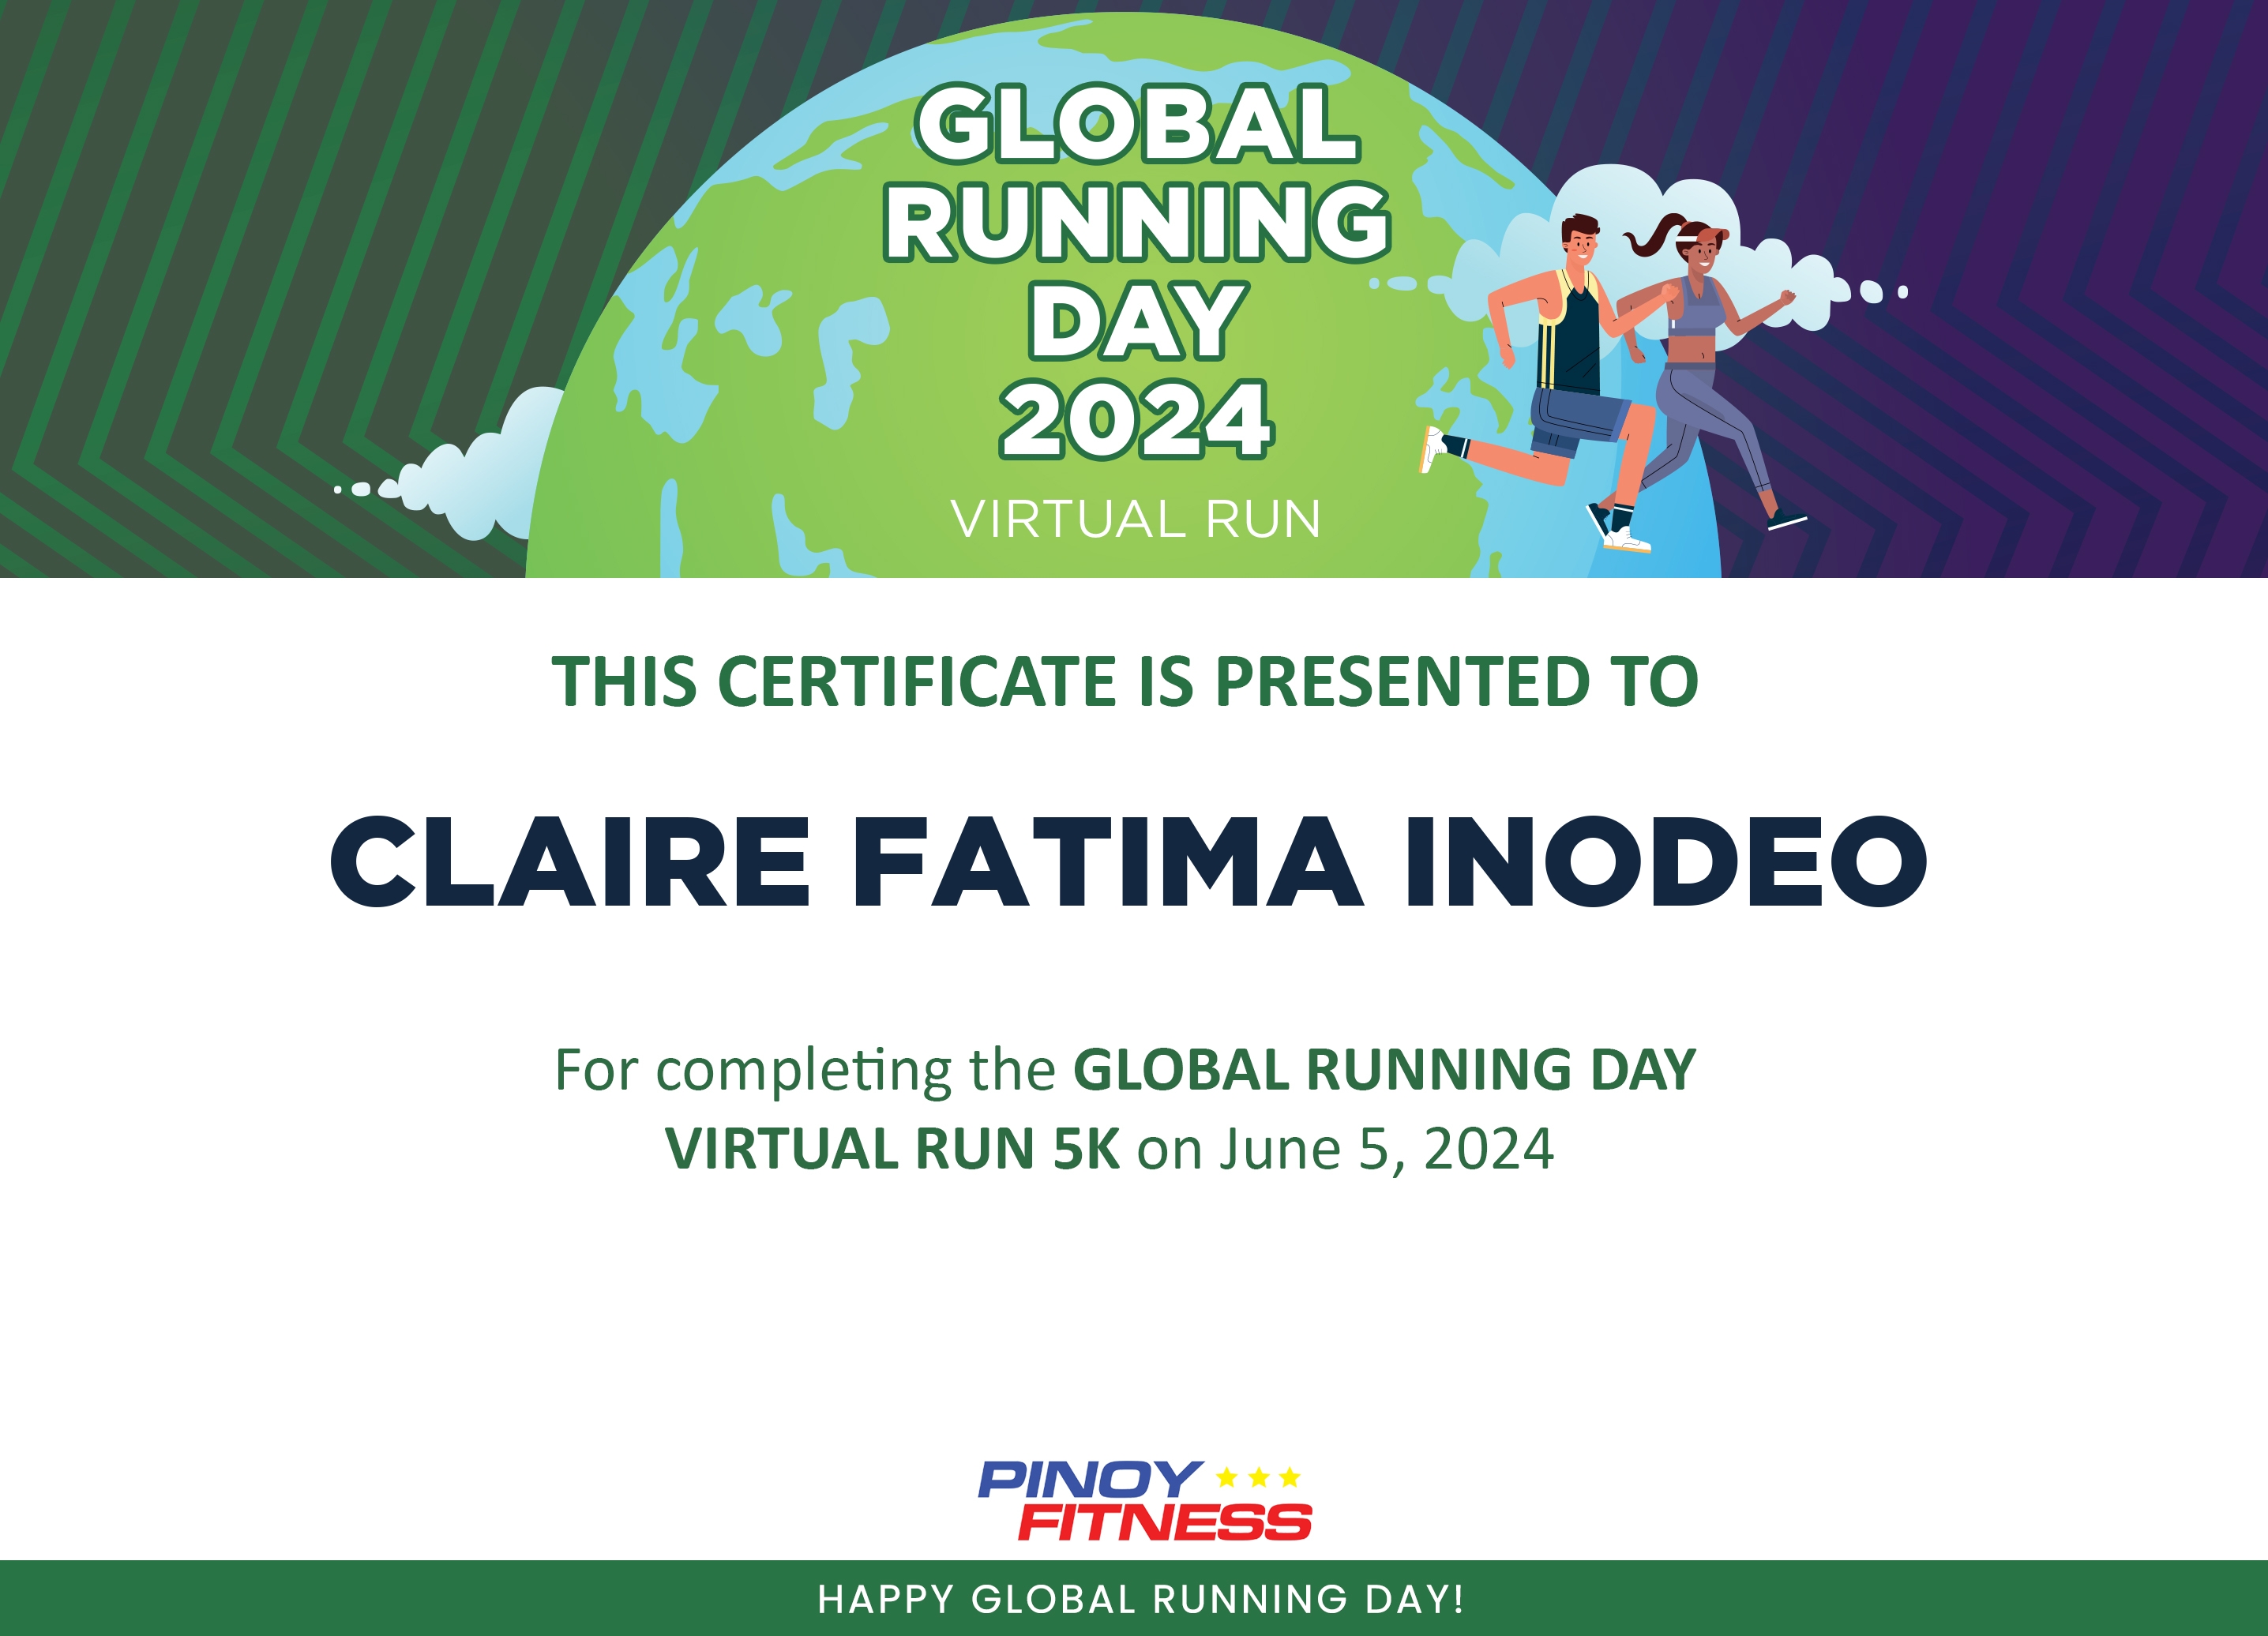 GLOBAL
RUNNING
DAY
2024
VIRTUAL RUN
THIS CERTIFICATE IS PRESENTED TO
CLAIRE FATIMA INODEO
For completing the GLOBAL RUNNING DAY
VIRTUAL RUN 5K on June 5, 2024
PINOY
FITNESS
HAPPY GLOBAL RUNNING DAY!